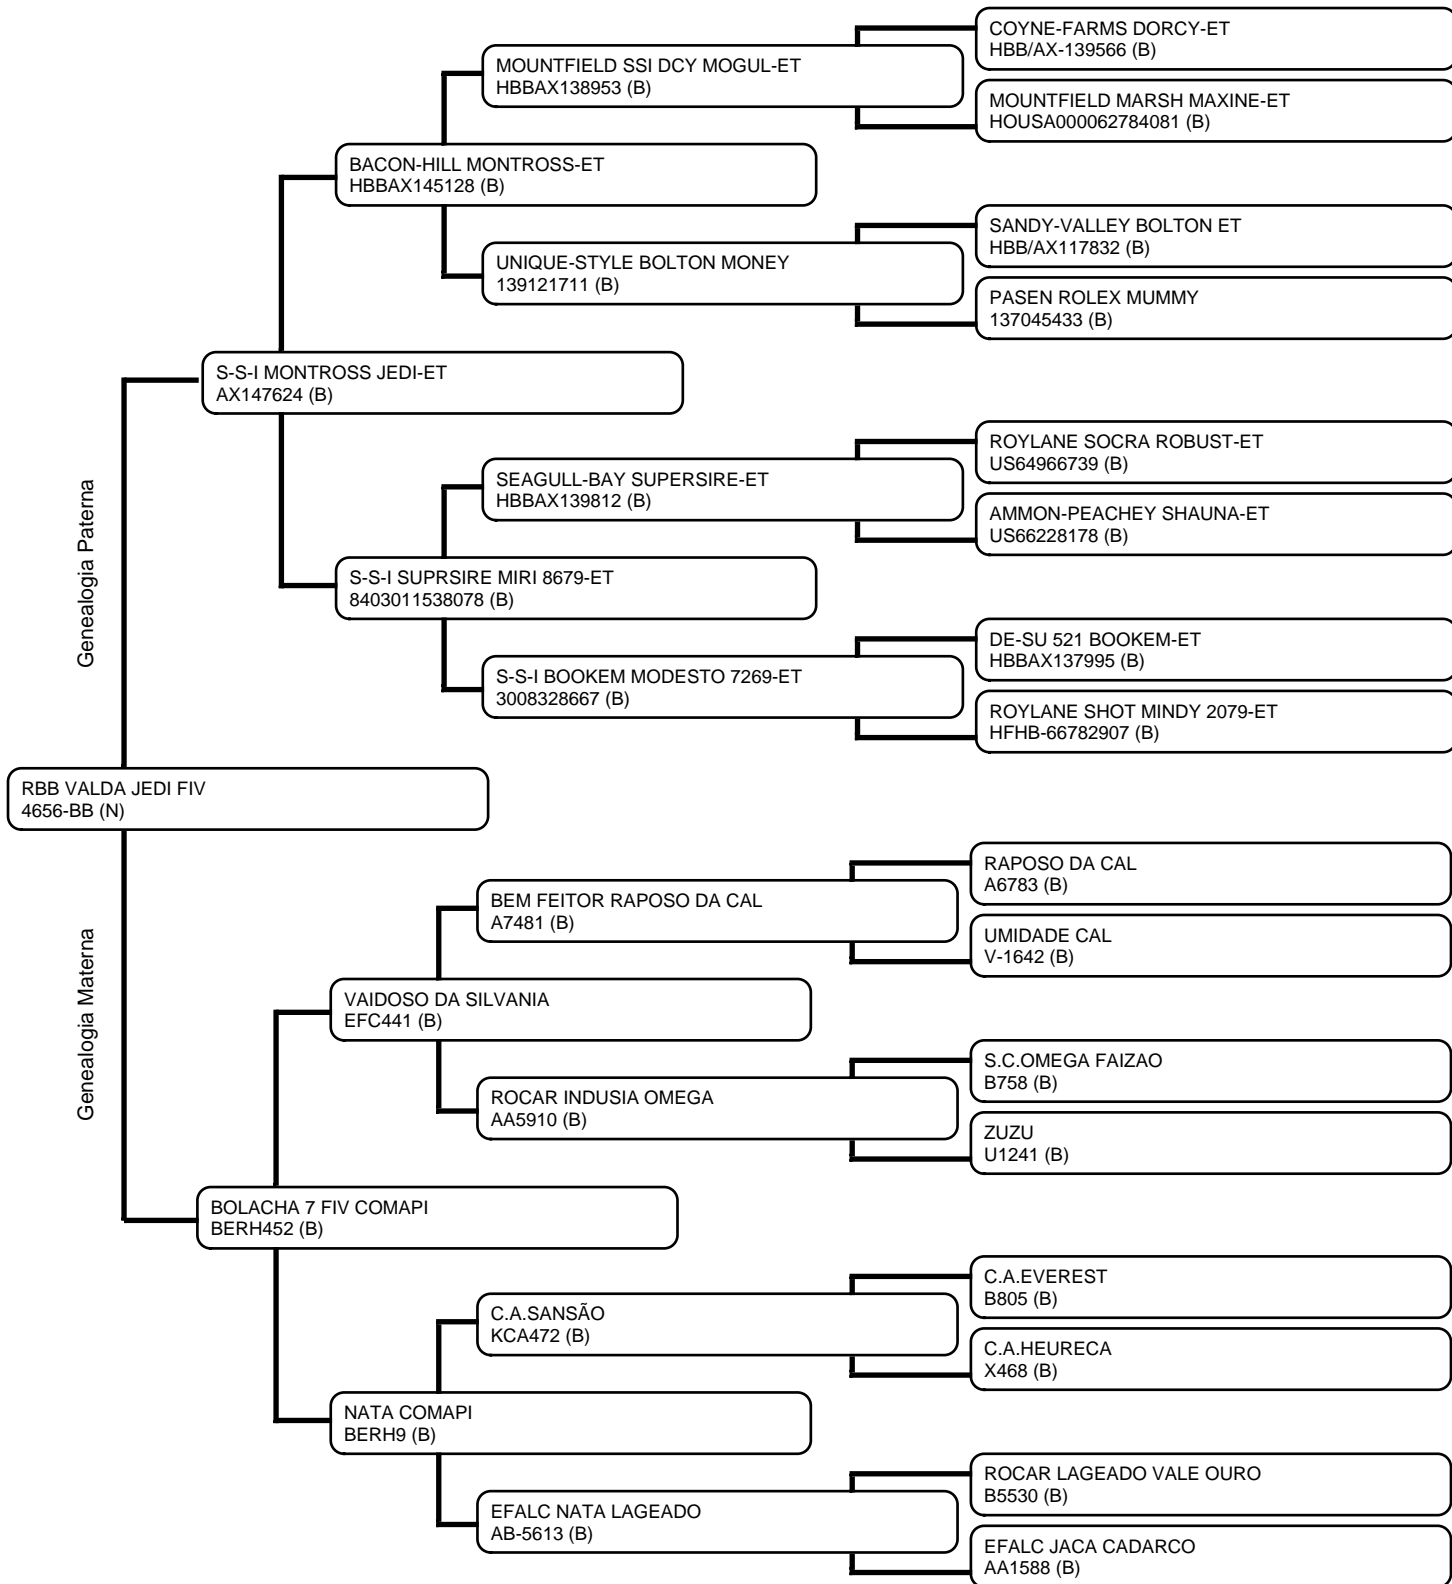 COYNE-FARMS DORCY-ET
HBB/AX-139566 (B)
MOUNTFIELD SSI DCY MOGUL-ET
HBBAX138953 (B)
MOUNTFIELD MARSH MAXINE-ET
HOUSA000062784081 (B)
BACON-HILL MONTROSS-ET
HBBAX145128 (B)
SANDY-VALLEY BOLTON ET
HBB/AX117832 (B)
UNIQUE-STYLE BOLTON MONEY
139121711 (B)
PASEN ROLEX MUMMY
137045433 (B)
S-S-I MONTROSS JEDI-ET
AX147624 (B)
ROYLANE SOCRA ROBUST-ET
US64966739 (B)
SEAGULL-BAY SUPERSIRE-ET
HBBAX139812 (B)
AMMON-PEACHEY SHAUNA-ET
US66228178 (B)
S-S-I SUPRSIRE MIRI 8679-ET
8403011538078 (B)
DE-SU 521 BOOKEM-ET
HBBAX137995 (B)
S-S-I BOOKEM MODESTO 7269-ET
3008328667 (B)
ROYLANE SHOT MINDY 2079-ET
HFHB-66782907 (B)
Genealogia Paterna
RBB VALDA JEDI FIV
4656-BB (N)
Genealogia Materna
RAPOSO DA CAL
A6783 (B)
BEM FEITOR RAPOSO DA CAL
A7481 (B)
UMIDADE CAL
V-1642 (B)
VAIDOSO DA SILVANIA
EFC441 (B)
S.C.OMEGA FAIZAO
B758 (B)
ROCAR INDUSIA OMEGA
AA5910 (B)
ZUZU
U1241 (B)
BOLACHA 7 FIV COMAPI
BERH452 (B)
C.A.EVEREST
B805 (B)
C.A.SANSÃO
KCA472 (B)
C.A.HEURECA
X468 (B)
NATA COMAPI
BERH9 (B)
ROCAR LAGEADO VALE OURO
B5530 (B)
EFALC NATA LAGEADO
AB-5613 (B)
EFALC JACA CADARCO
AA1588 (B)